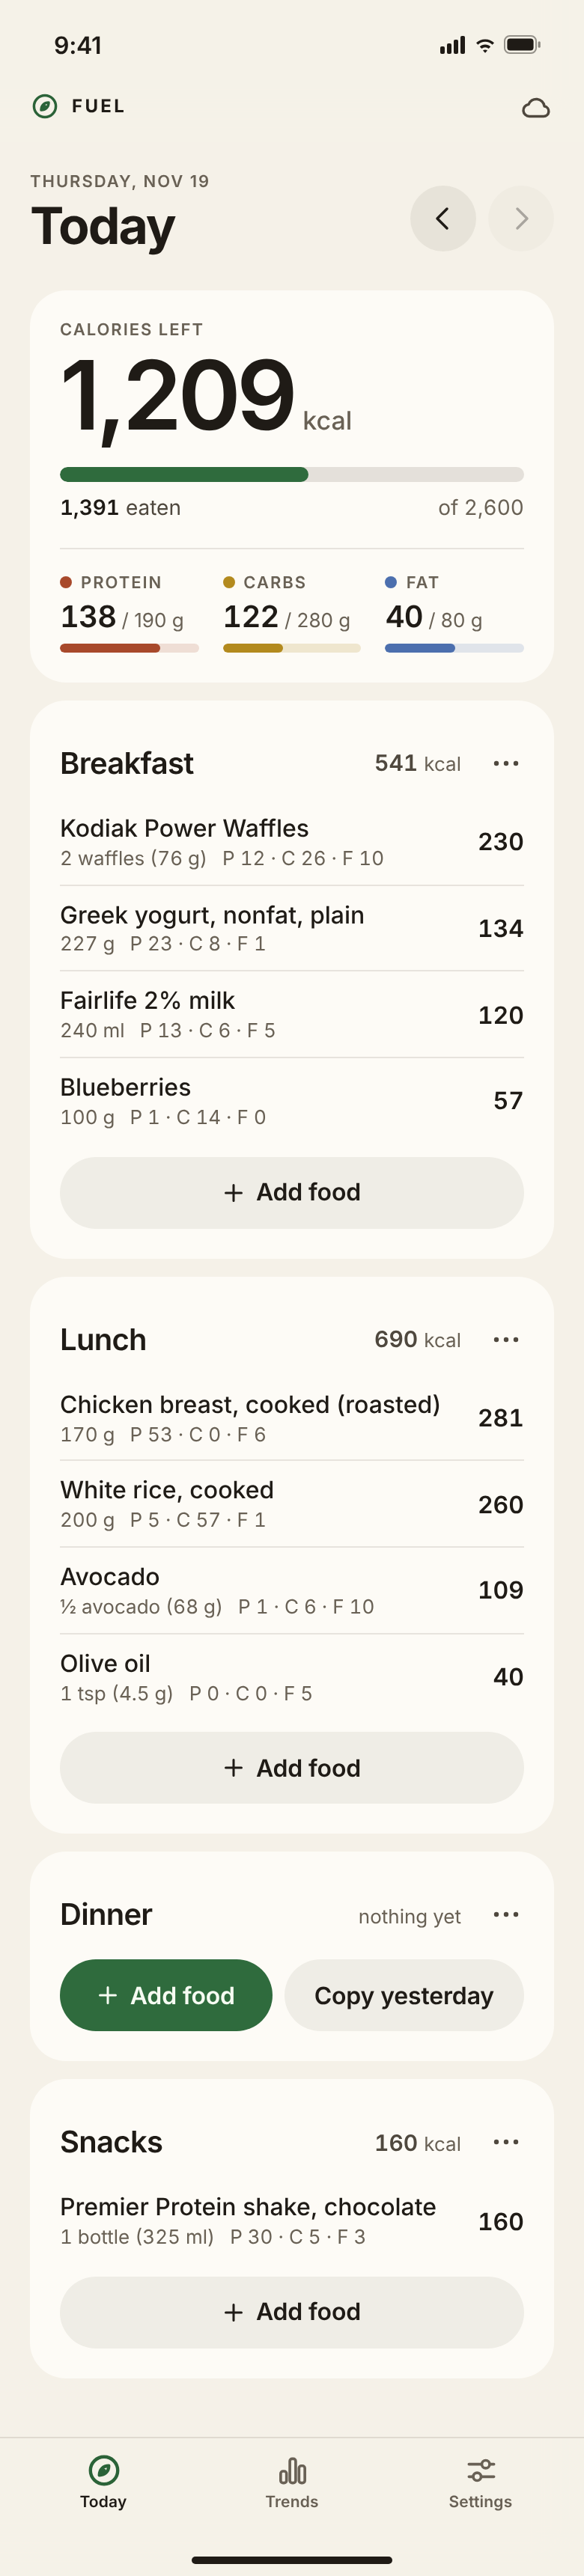 9:41
FUEL
THURSDAY, NOV 19
Today
CALORIES LEFT
1,209 kcal
1,391 eaten of 2,600
PROTEIN CARBS FAT
138 / 190 g 122 / 280 g 40 / 80 g
Breakfast 541 kcal
Kodiak Power Waffles 230
2 waffles (76 g) P 12 · C 26 · F 10
Greek yogurt, nonfat, plain 134
227 g P 23 · C 8 · F 1
Fairlife 2% milk 120
240 ml P 13 · C 6 · F 5
Blueberries 57
100 g P 1 · C 14 · F 0
+ Add food
Lunch 690 kcal
Chicken breast, cooked (roasted) 281
170 g P 53 · C 0 · F 6
White rice, cooked 260
200 g P 5 · C 57 · F 1
Avocado 109
½ avocado (68 g) P 1 · C 6 · F 10
Olive oil 40
1 tsp (4.5 g) P 0 · C 0 · F 5
+ Add food
Dinner nothing yet
+ Add food Copy yesterday
Snacks 160 kcal
Premier Protein shake, chocolate 160
1 bottle (325 ml) P 30 · C 5 · F 3
+ Add food
Today Trends Settings